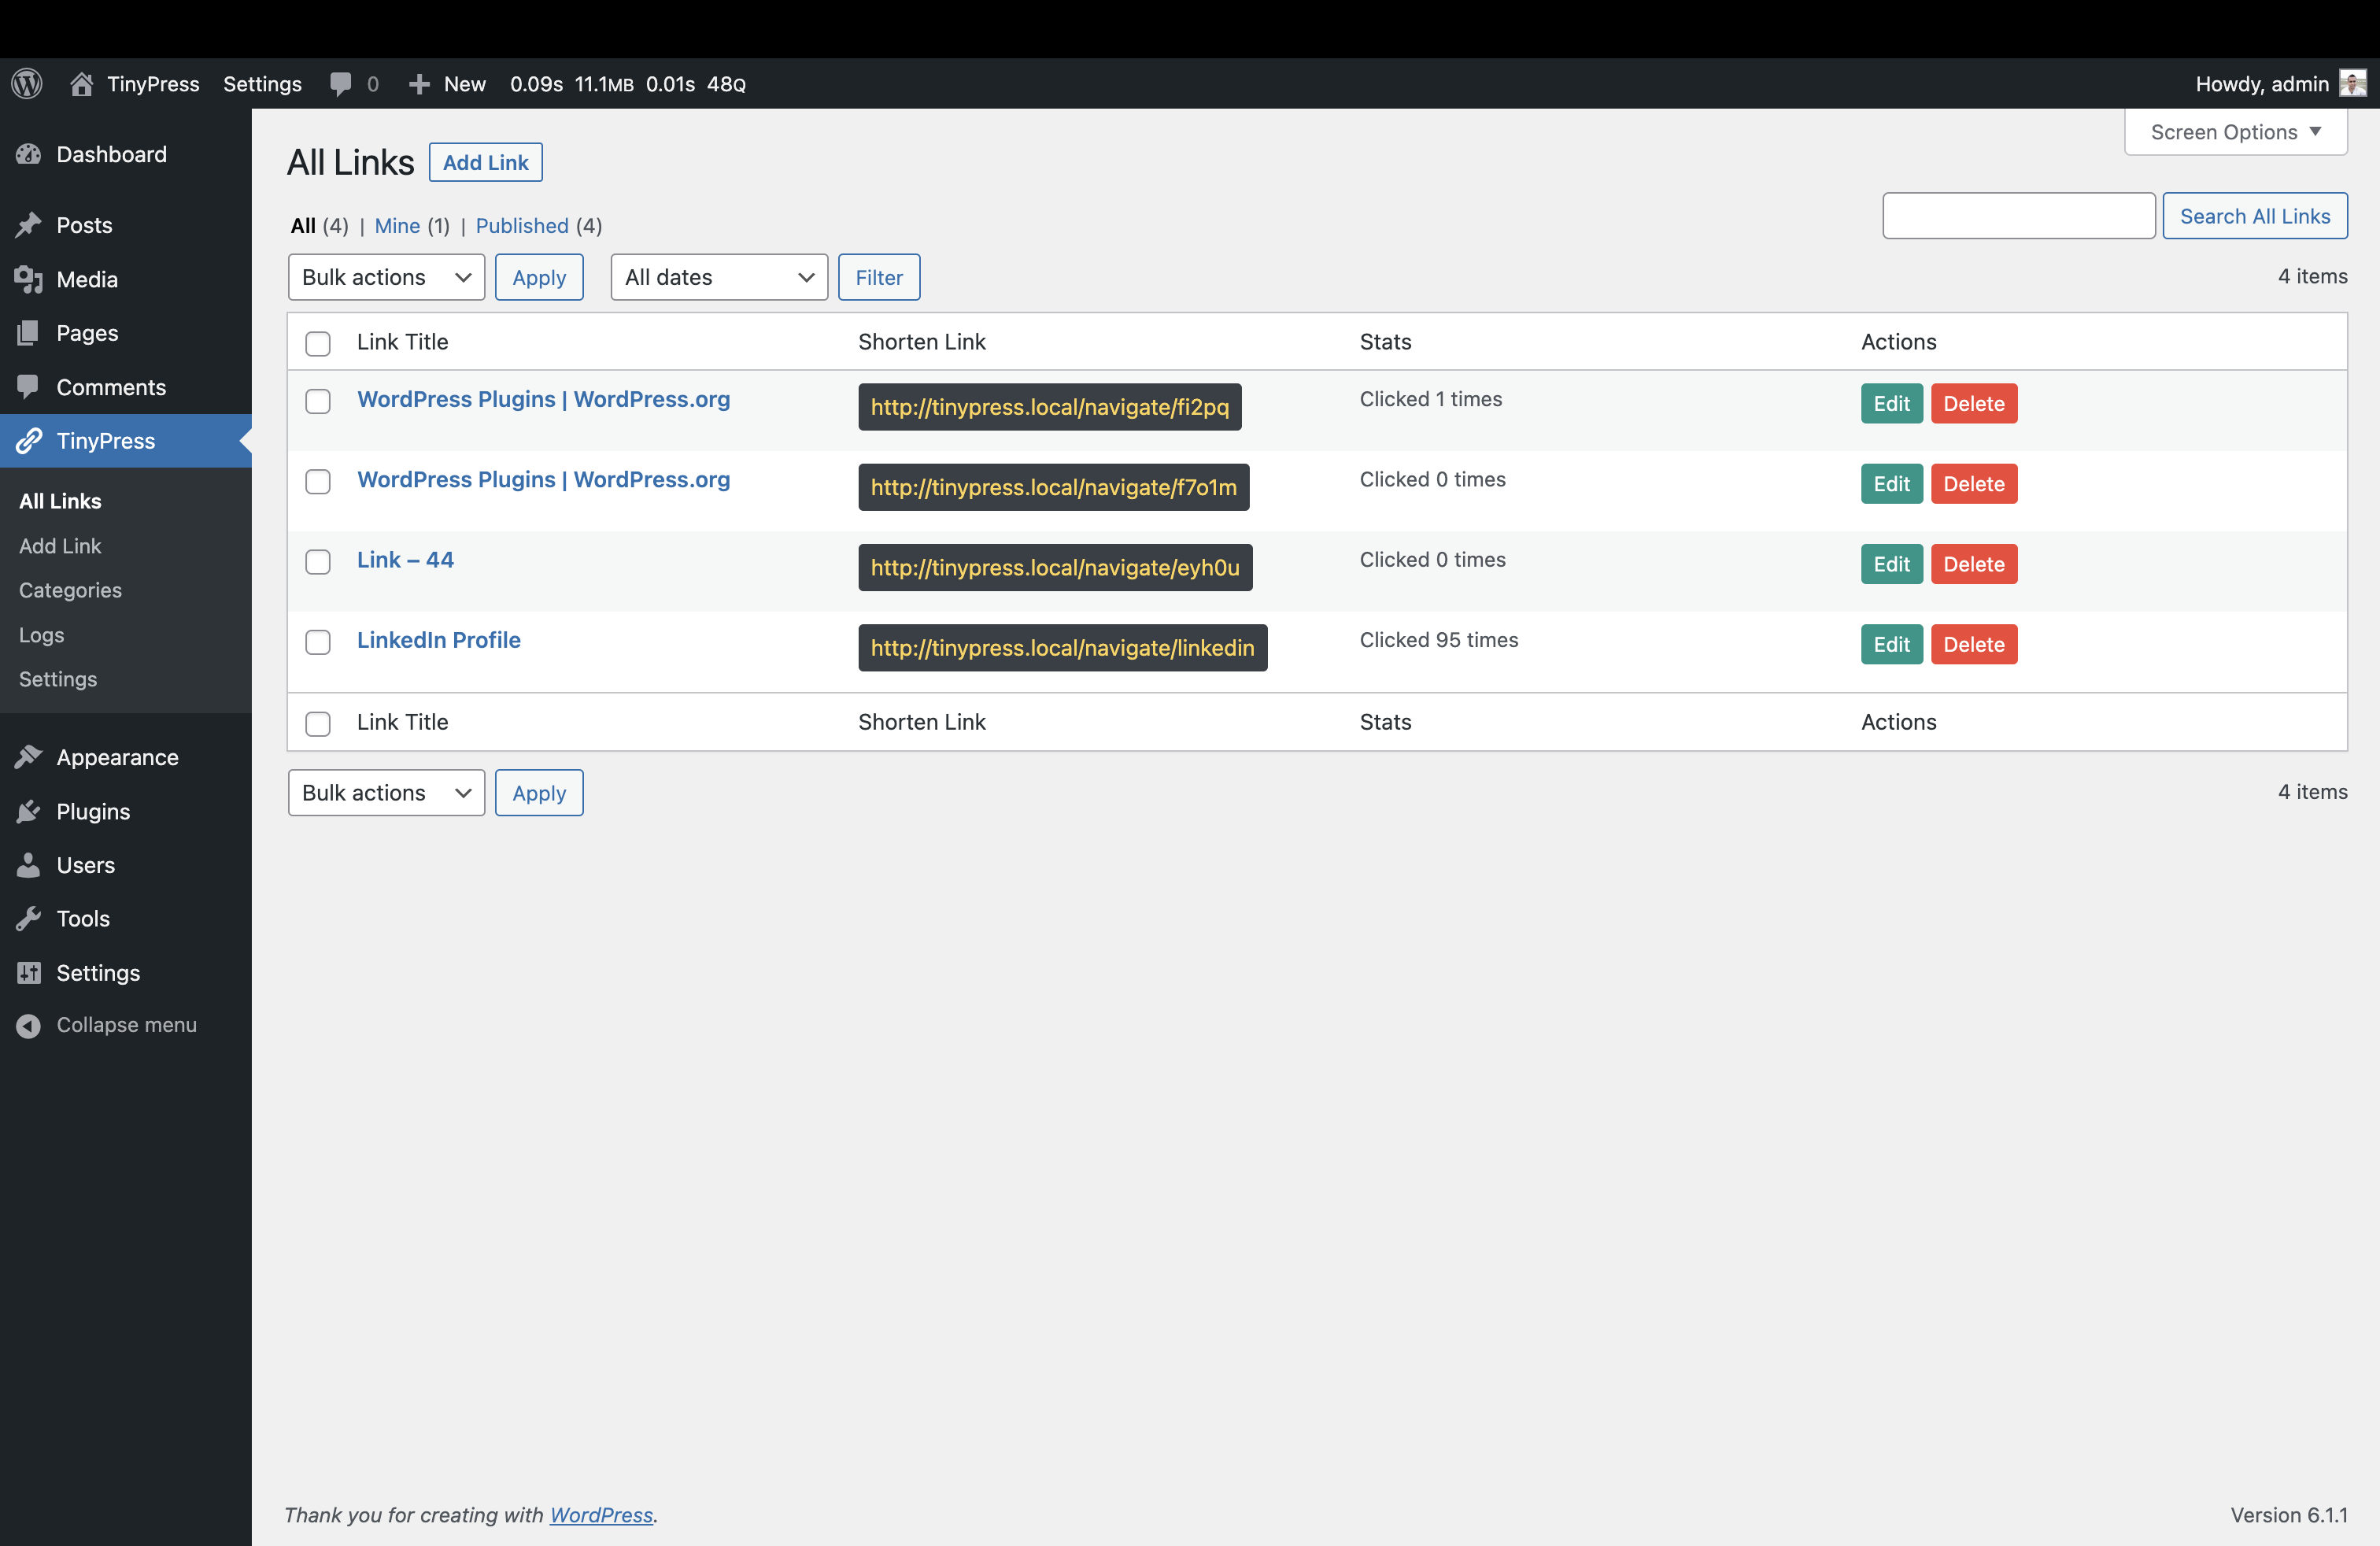 TinyPress Settings 0 New 0.09s 11.1MB 0.01s 48Q Howdy, admin
Dashboard
Posts
Media
Pages
Comments
TinyPress
All Links
Add Link
Categories
Logs
Settings
Appearance
Plugins
Users
Tools
Settings
Collapse menu
Screen Options
All Links Add Link
All (4) | Mine (1) | Published (4)
Search All Links
Bulk actions Apply All dates Filter 4 items
Link Title Shorten Link Stats Actions
WordPress Plugins | WordPress.org http://tinypress.local/navigate/fi2pq Clicked 1 times Edit Delete
WordPress Plugins | WordPress.org http://tinypress.local/navigate/f7o1m Clicked 0 times Edit Delete
Link – 44 http://tinypress.local/navigate/eyh0u Clicked 0 times Edit Delete
LinkedIn Profile http://tinypress.local/navigate/linkedin Clicked 95 times Edit Delete
Link Title Shorten Link Stats Actions
Bulk actions Apply 4 items
Thank you for creating with WordPress. Version 6.1.1